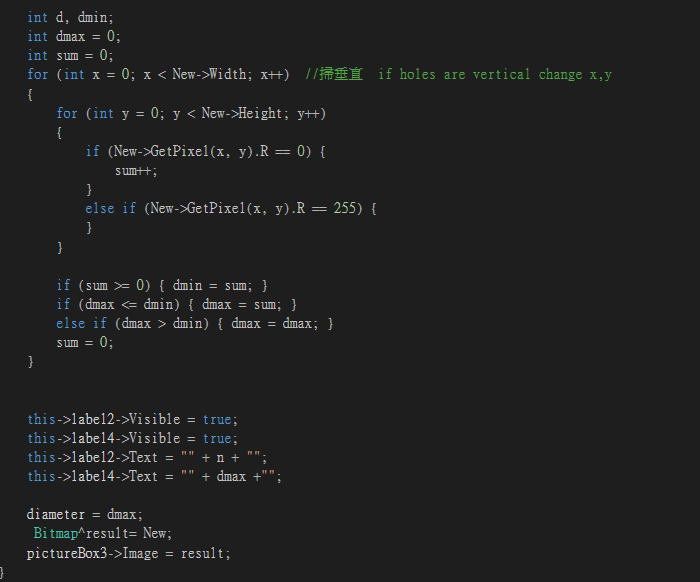 int d, dmin;
int dmax = 0;
int sum = 0;
for (int x = 0; x < New->Width; x++)  //掃垂直  if holes are vertical change x,y
{
for (int y = 0; y < New->Height; y++)
{
if (New->GetPixel(x, y).R == 0) {
sum++;
}
else if (New->GetPixel(x, y).R == 255) {
}
}
if (sum >= 0) { dmin = sum; }
if (dmax <= dmin) { dmax = sum; }
else if (dmax > dmin) { dmax = dmax; }
sum = 0;
}
this->label2->Visible = true;
this->label4->Visible = true;
this->label2->Text = "" + n + "";
this->label4->Text = "" + dmax +"";
diameter = dmax;
Bitmap^result= New;
pictureBox3->Image = result;
}